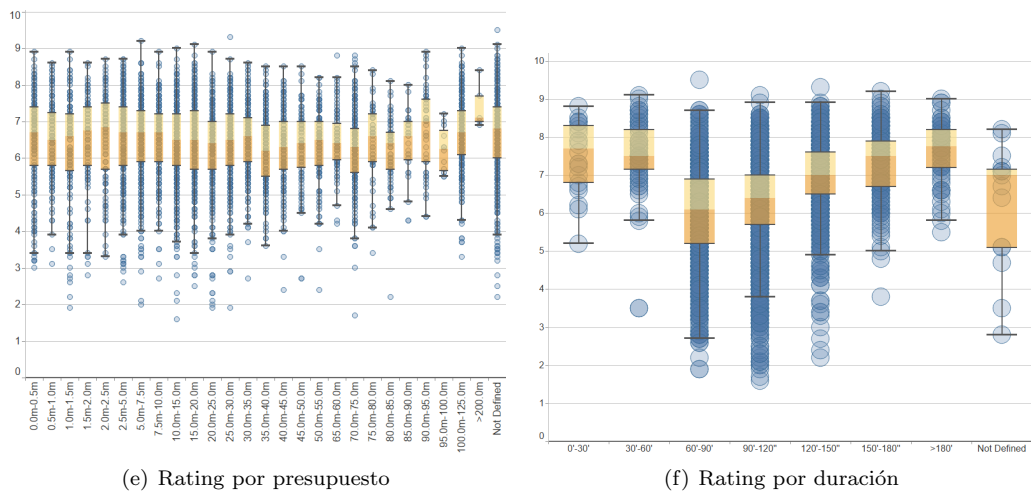 10
9
8
7
6
5
4
3
2
1
0
0.0m-0.5m
0.5m-1.0m
1.0m-1.5m
1.5m-2.0m
2.0m-2.5m
2.5m-5.0m
5.0m-7.5m
7.5m-10.0m
10.0m-15.0m
15.0m-20.0m
20.0m-25.0m
25.0m-30.0m
30.0m-35.0m
35.0m-40.0m
40.0m-45.0m
45.0m-50.0m
50.0m-55.0m
65.0m-60.0m
70.0m-75.0m
75.0m-80.0m
80.0m-85.0m
85.0m-90.0m
90.0m-95.0m
95.0m-100.0m
100.0m-125.0m
>200.0m
Not Defined
(e) Rating por presupuesto
10
9
8
7
6
5
4
3
2
1
0
0'-30'
30'-60'
60'-90'
90'-120"
120'-150"
150'-180"
>180'
Not Defined
(f) Rating por duración